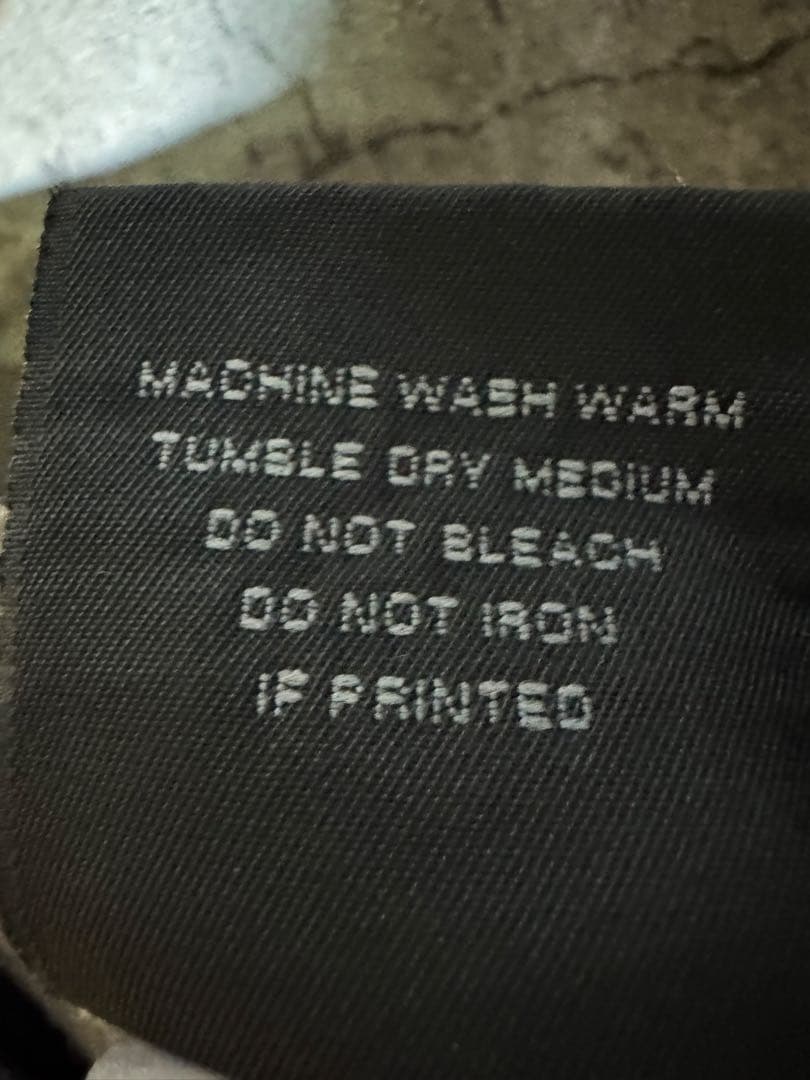 MACHINE WASH WARM
TUMBLE DRY MEDIUM
DO NOT BLEACH
DO NOT IRON
IF PRINTED